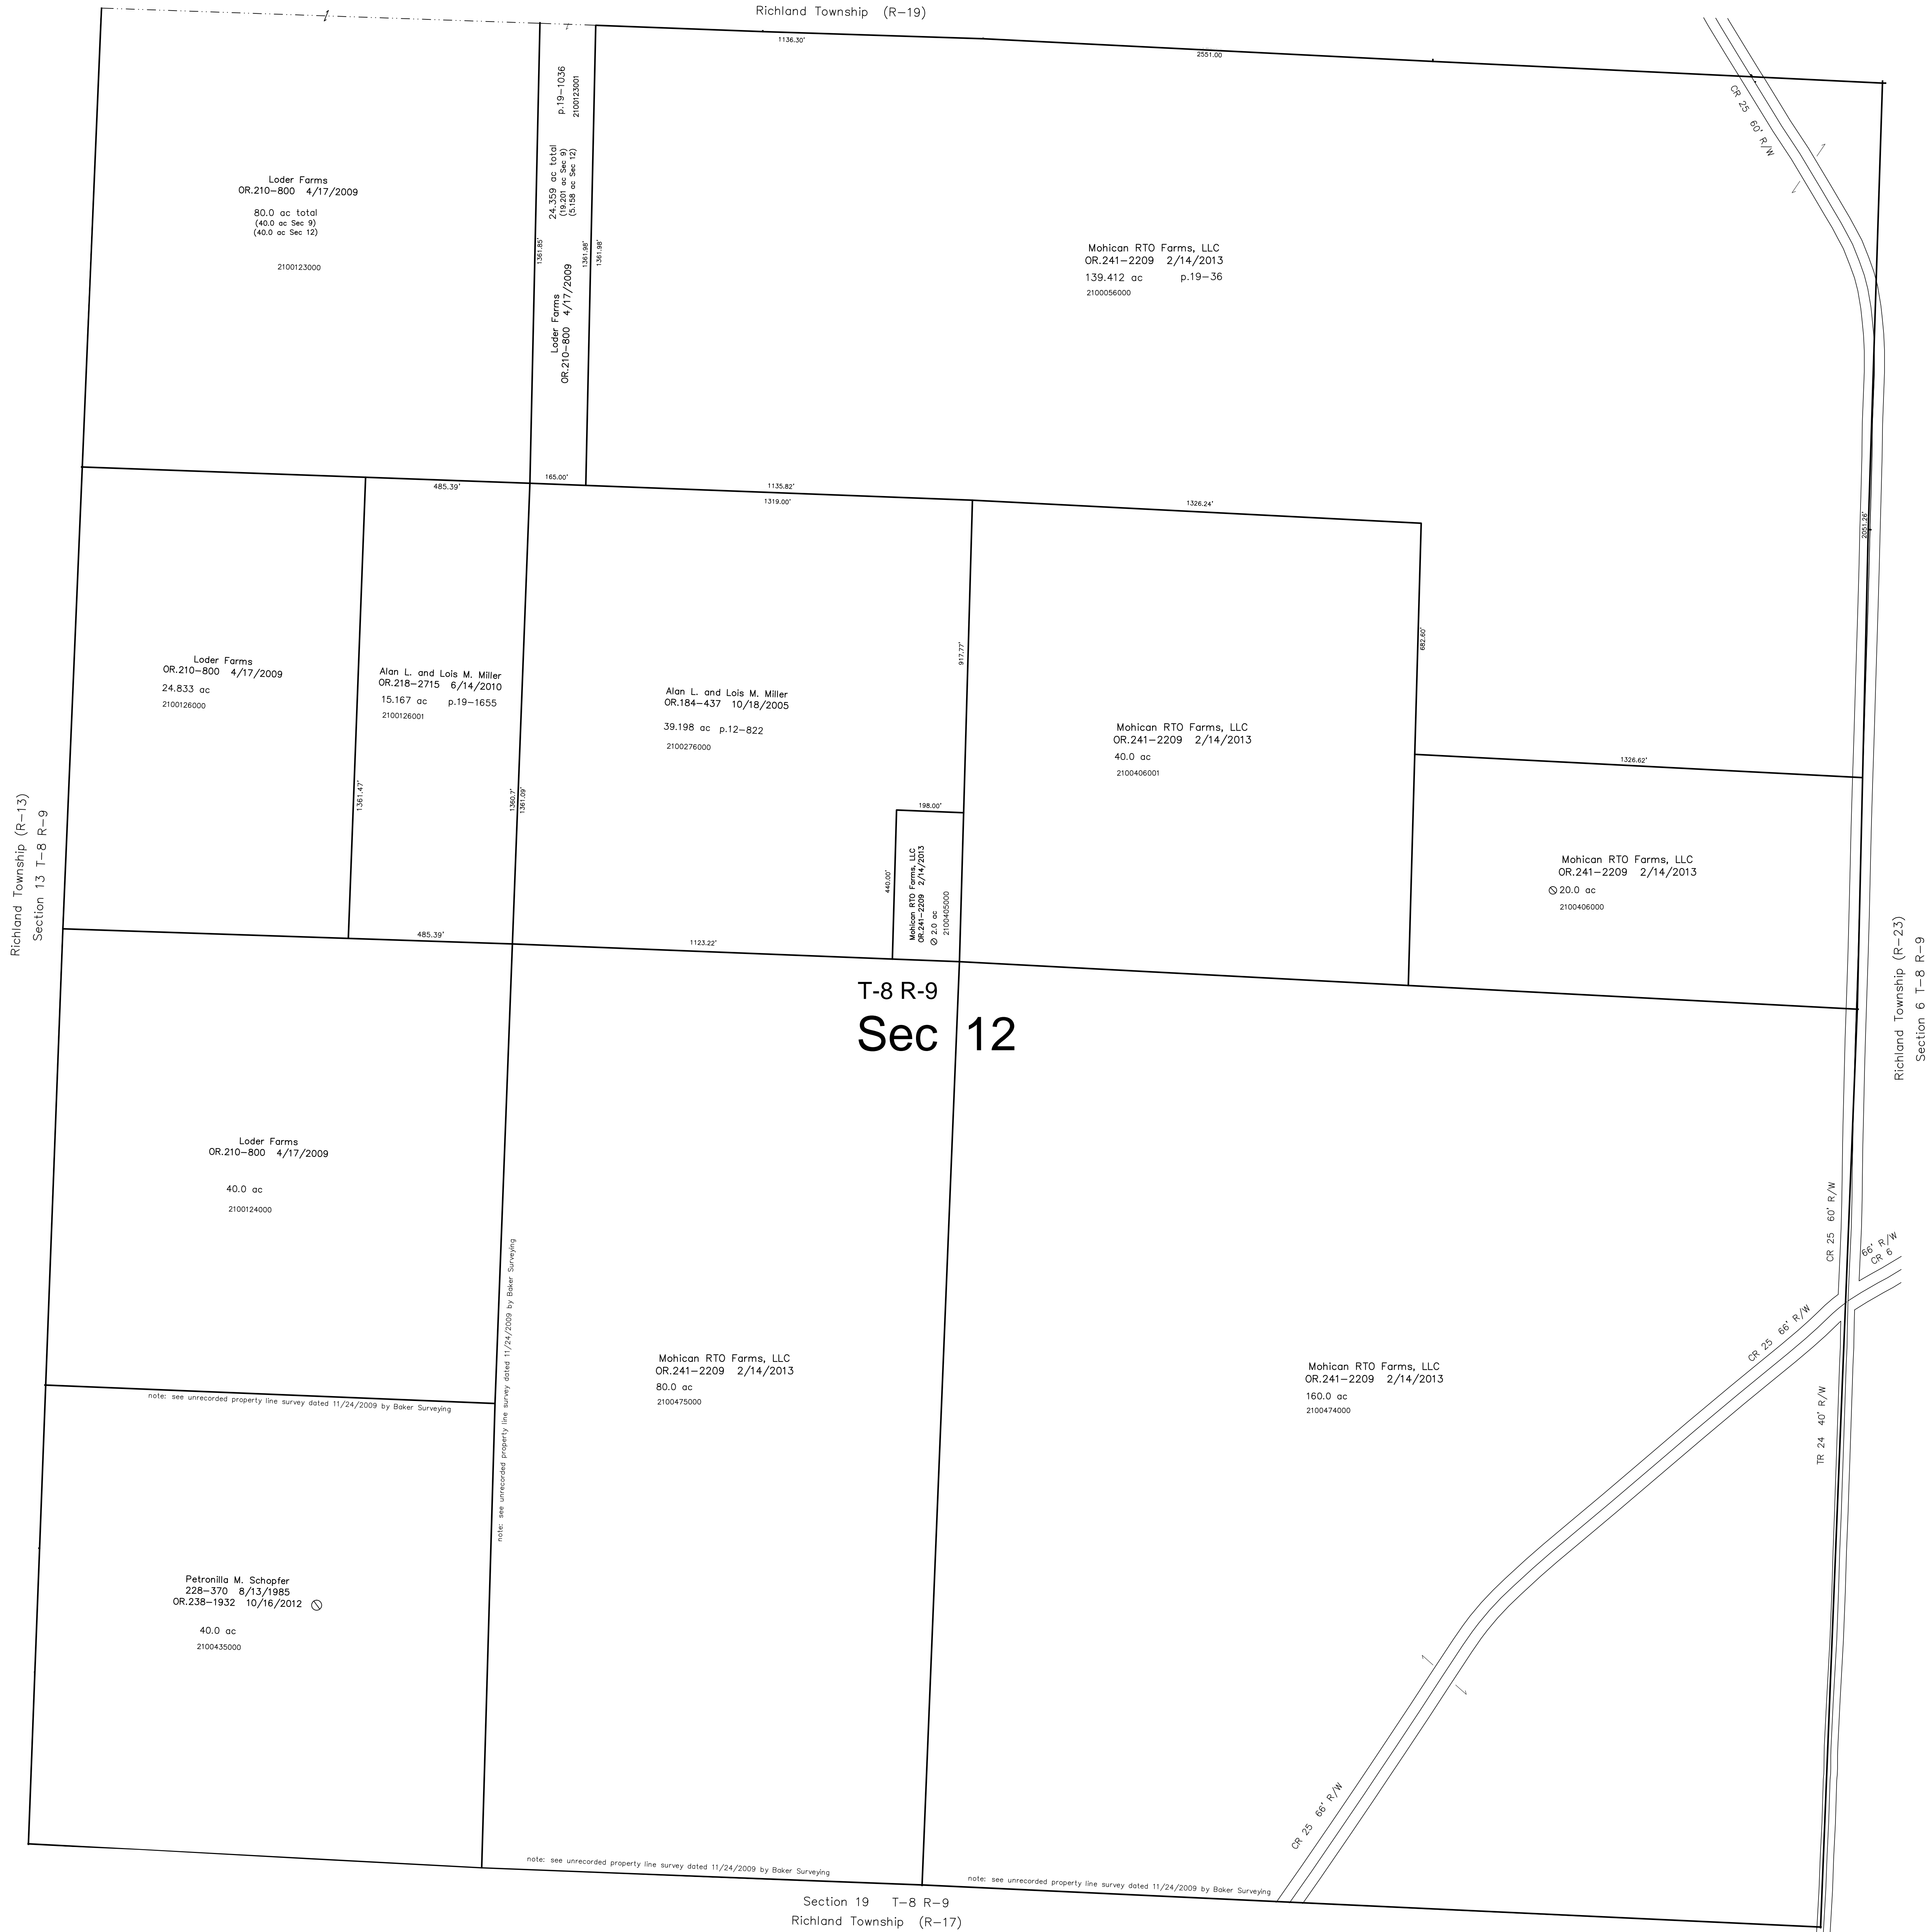 Richland Township (R-19)
1136.30'
2551.00
CR 25 60' R/W
Loder Farms
OR.210-800 4/17/2009
80.0 ac total
(40.0 ac Sec 9)
(40.0 ac Sec 12)
2100123000
p.19-1036
2100123001
24.359 ac total
(19.201 ac Sec 9)
(5.158 ac Sec 12)
Loder Farms
OR.210-800 4/17/2009
1361.85'
1361.98'
1361.98'
Mohican RTO Farms, LLC
OR.241-2209 2/14/2013
139.412 ac p.19-36
2100056000
485.39'
165.00'
1135.82'
1319.00'
1326.24'
2051.26'
Loder Farms
OR.210-800 4/17/2009
24.833 ac
2100126000
Alan L. and Lois M. Miller
OR.218-2715 6/14/2010
15.167 ac p.19-1655
2100126001
1361.47'
1360.7'
1361.09'
Alan L. and Lois M. Miller
OR.184-437 10/18/2005
39.198 ac p.12-822
2100276000
917.77'
682.60'
Mohican RTO Farms, LLC
OR.241-2209 2/14/2013
40.0 ac
2100406001
1326.62'
198.00'
440.00'
Mohican RTO Farms, LLC
OR.241-2209 2/14/2013
2.0 ac
2100405000
Mohican RTO Farms, LLC
OR.241-2209 2/14/2013
20.0 ac
2100406000
Richland Township (R-13)
Section 13 T-8 R-9
Richland Township (R-23)
Section 6 T-8 R-9
485.39'
1123.22'
T-8 R-9
Sec 12
Loder Farms
OR.210-800 4/17/2009
40.0 ac
2100124000
note: see unrecorded property line survey dated 11/24/2009 by Baker Surveying
note: see unrecorded property line survey dated 11/24/2009 by Baker Surveying
CR 25 60' R/W
66' R/W
CR 6
CR 25 66' R/W
TR 24 40' R/W
Mohican RTO Farms, LLC
OR.241-2209 2/14/2013
80.0 ac
2100475000
Mohican RTO Farms, LLC
OR.241-2209 2/14/2013
160.0 ac
2100474000
Petronilla M. Schopfer
228-370 8/13/1985
OR.238-1932 10/16/2012
40.0 ac
2100435000
CR 25 66' R/W
note: see unrecorded property line survey dated 11/24/2009 by Baker Surveying
note: see unrecorded property line survey dated 11/24/2009 by Baker Surveying
Section 19 T-8 R-9
Richland Township (R-17)